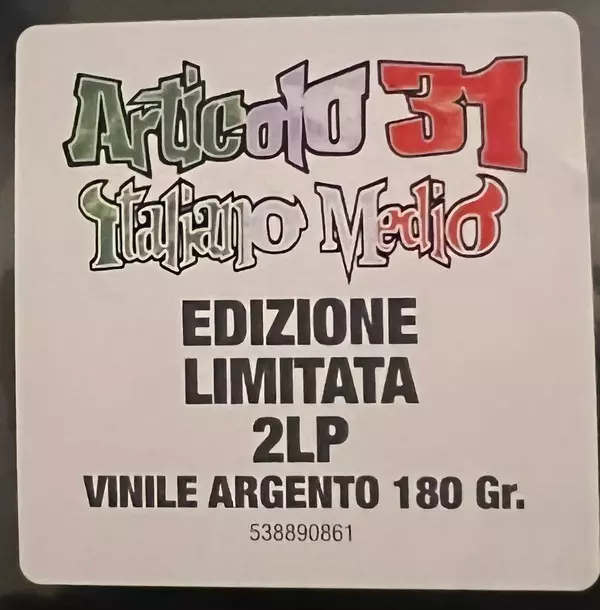 Articolo 31
Italiano Medio
EDIZIONE
LIMITATA
2LP
VINILE ARGENTO 180 Gr.
538890861